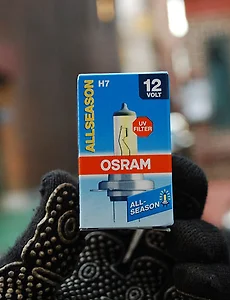 ALLSEASON
H7
12
VOLT
UV
FILTER
OSRAM
ALL-
SEASON